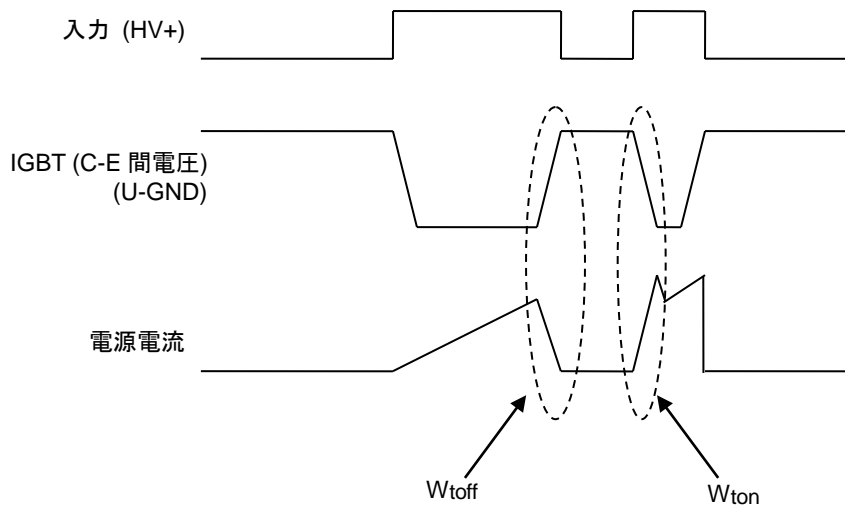 入力 (HV+)
IGBT (C-E 間電圧)
(U-GND)
電源電流
Wtoff
Wton